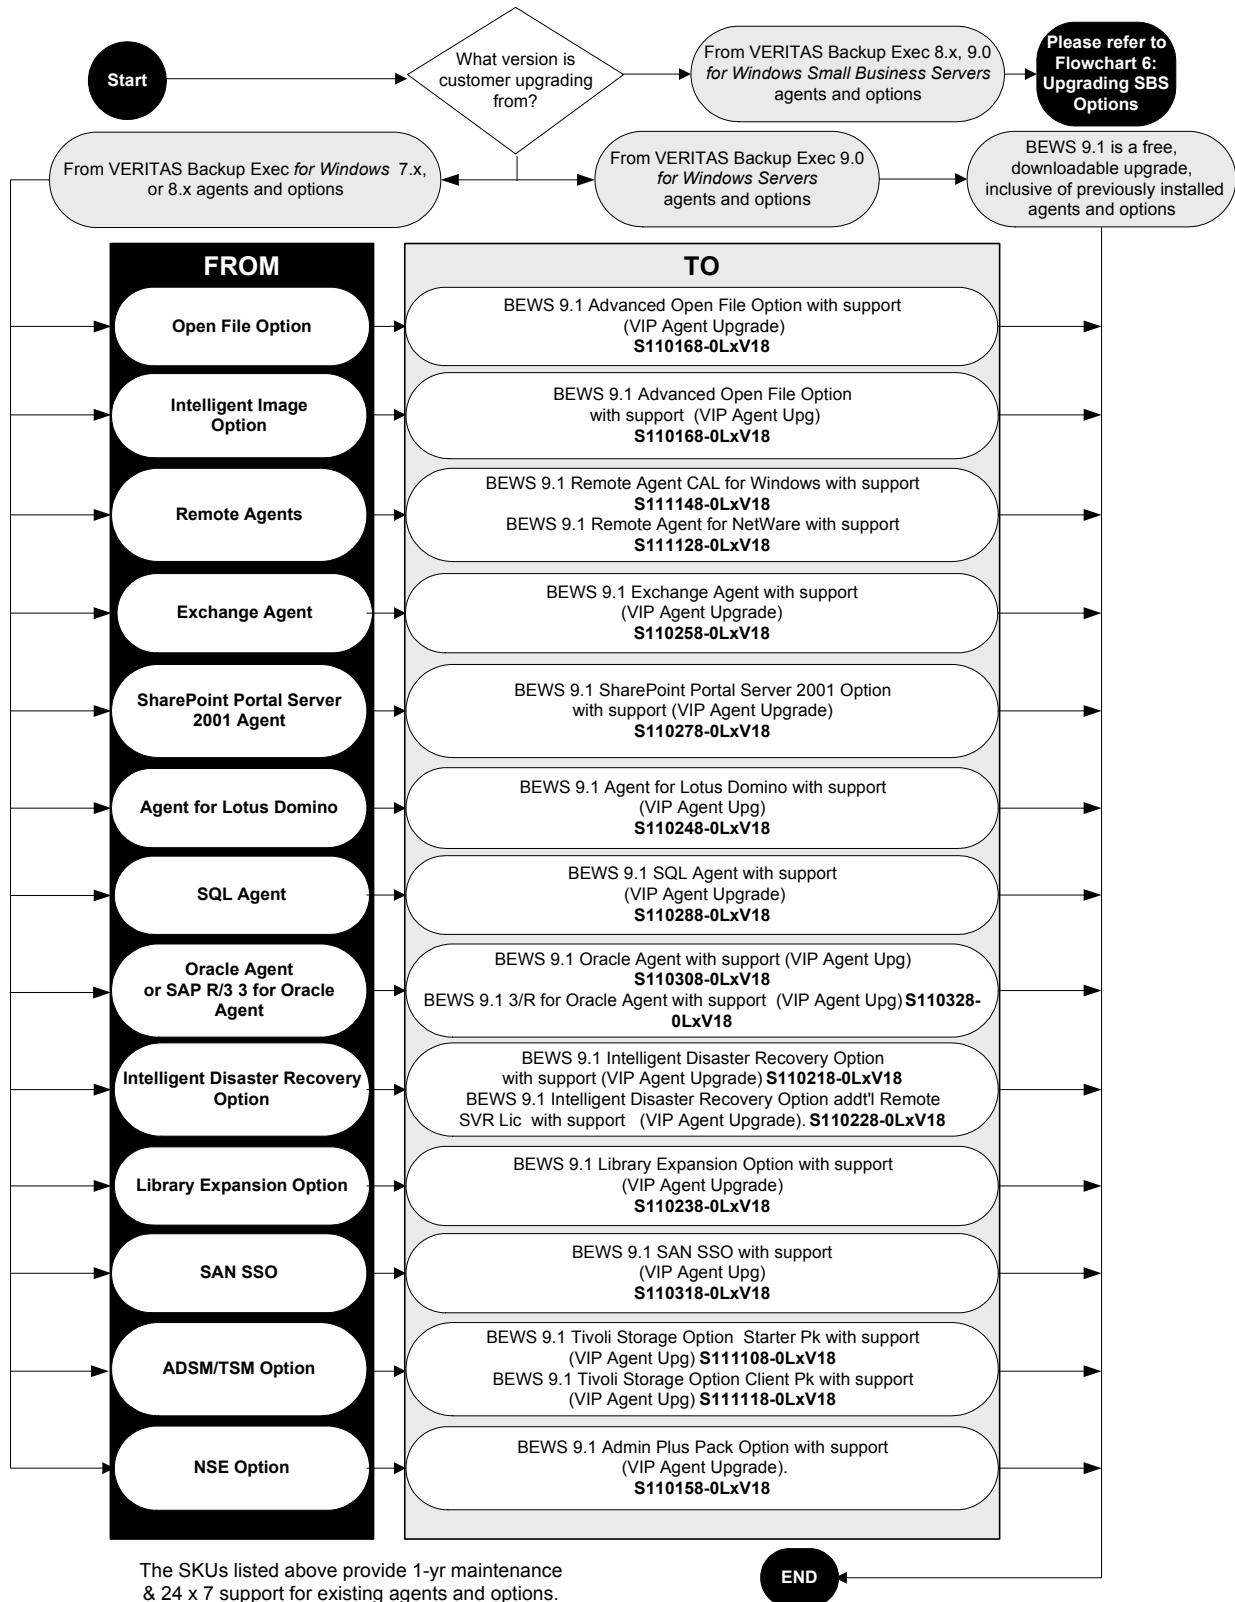 Start
What version is
customer upgrading
from?
From VERITAS Backup Exec 8.x, 9.0
for Windows Small Business Servers
agents and options
Please refer to
Flowchart 6:
Upgrading SBS
Options
From VERITAS Backup Exec for Windows 7.x,
or 8.x agents and options
From VERITAS Backup Exec 9.0
for Windows Servers
agents and options
BEWS 9.1 is a free,
downloadable upgrade,
inclusive of previously installed
agents and options
FROM
TO
Open File Option
BEWS 9.1 Advanced Open File Option with support
(VIP Agent Upgrade)
S110168-0LxV18
Intelligent Image
Option
BEWS 9.1 Advanced Open File Option
with support (VIP Agent Upg)
S110168-0LxV18
Remote Agents
BEWS 9.1 Remote Agent CAL for Windows with support
S111148-0LxV18
BEWS 9.1 Remote Agent for NetWare with support
S111128-0LxV18
Exchange Agent
BEWS 9.1 Exchange Agent with support
(VIP Agent Upgrade)
S110258-0LxV18
SharePoint Portal Server
2001 Agent
BEWS 9.1 SharePoint Portal Server 2001 Option
with support (VIP Agent Upgrade)
S110278-0LxV18
Agent for Lotus Domino
BEWS 9.1 Agent for Lotus Domino with support
(VIP Agent Upg)
S110248-0LxV18
SQL Agent
BEWS 9.1 SQL Agent with support
(VIP Agent Upgrade)
S110288-0LxV18
Oracle Agent
or SAP R/3 3 for Oracle
Agent
BEWS 9.1 Oracle Agent with support (VIP Agent Upg)
S110308-0LxV18
BEWS 9.1 3/R for Oracle Agent with support (VIP Agent Upg) S110328-
0LxV18
Intelligent Disaster Recovery
Option
BEWS 9.1 Intelligent Disaster Recovery Option
with support (VIP Agent Upgrade) S110218-0LxV18
BEWS 9.1 Intelligent Disaster Recovery Option addt'l Remote
SVR Lic with support (VIP Agent Upgrade). S110228-0LxV18
Library Expansion Option
BEWS 9.1 Library Expansion Option with support
(VIP Agent Upgrade)
S110238-0LxV18
SAN SSO
BEWS 9.1 SAN SSO with support
(VIP Agent Upg)
S110318-0LxV18
ADSM/TSM Option
BEWS 9.1 Tivoli Storage Option Starter Pk with support
(VIP Agent Upg) S111108-0LxV18
BEWS 9.1 Tivoli Storage Option Client Pk with support
(VIP Agent Upg) S111118-0LxV18
NSE Option
BEWS 9.1 Admin Plus Pack Option with support
(VIP Agent Upgrade).
S110158-0LxV18
The SKUs listed above provide 1-yr maintenance
& 24 x 7 support for existing agents and options.
END